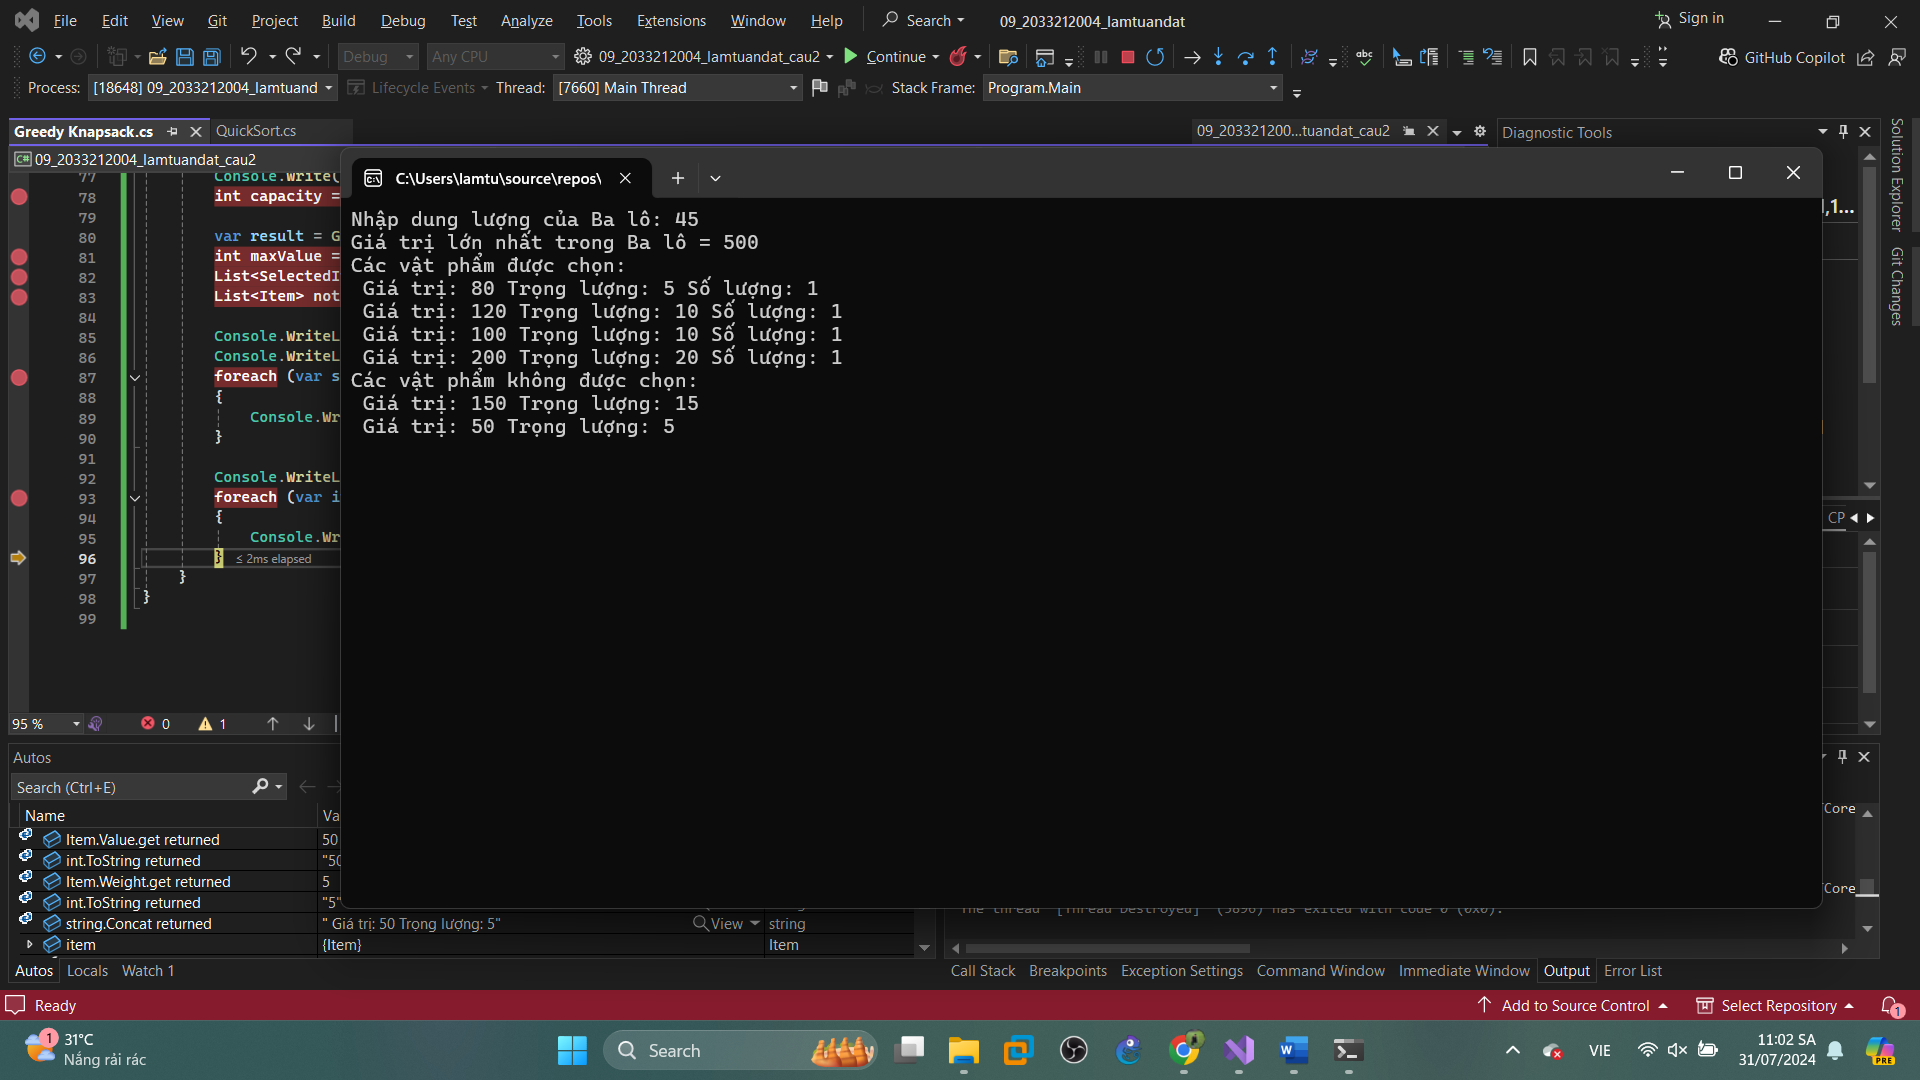 File Edit View Git Project Build Debug Test Analyze Tools Extensions Window Help Search 09_2033212004_lamtuandat Sign in
Debug Any CPU 09_2033212004_lamtuandat_cau2 Continue GitHub Copilot
Process: [18648] 09_2033212004_lamtuand Lifecycle Events Thread: [7660] Main Thread Stack Frame: Program.Main
Greedy Knapsack.cs QuickSort.cs 09_203321200...tuandat_cau2 Diagnostic Tools
C# 09_2033212004_lamtuandat_cau2
C:\Users\lamtu\source\repos\
77 Console.Write(
78 int capacity =
79
80 var result = G
81 int maxValue =
82 List<SelectedI
83 List<Item> not
84
85 Console.WriteL
86 Console.WriteL
87 foreach (var s
88 {
89 Console.Wr
90 }
91
92 Console.WriteL
93 foreach (var i
94 {
95 Console.Wr
96 } ≤ 2ms elapsed
97 }
98 }
99
Nhập dung lượng của Ba lô: 45
Giá trị lớn nhất trong Ba lô = 500
Các vật phẩm được chọn:
Giá trị: 80 Trọng lượng: 5 Số lượng: 1
Giá trị: 120 Trọng lượng: 10 Số lượng: 1
Giá trị: 100 Trọng lượng: 10 Số lượng: 1
Giá trị: 200 Trọng lượng: 20 Số lượng: 1
Các vật phẩm không được chọn:
Giá trị: 150 Trọng lượng: 15
Giá trị: 50 Trọng lượng: 5
Solution Explorer
Git Changes
CP
95 % 0 1
Autos
Search (Ctrl+E)
Name Va
Item.Value.get returned 50
int.ToString returned "50
Item.Weight.get returned 5
int.ToString returned "5"
string.Concat returned " Giá trị: 50 Trọng lượng: 5" View string
item {Item} Item
Core
Core
The thread '[Thread Destroyed]' (5896) has exited with code 0 (0x0).
Autos Locals Watch 1
Call Stack Breakpoints Exception Settings Command Window Immediate Window Output Error List
Ready Add to Source Control Select Repository 1
1 31°C
Nắng rải rác
Search
VIE
11:02 SA
31/07/2024
PRE